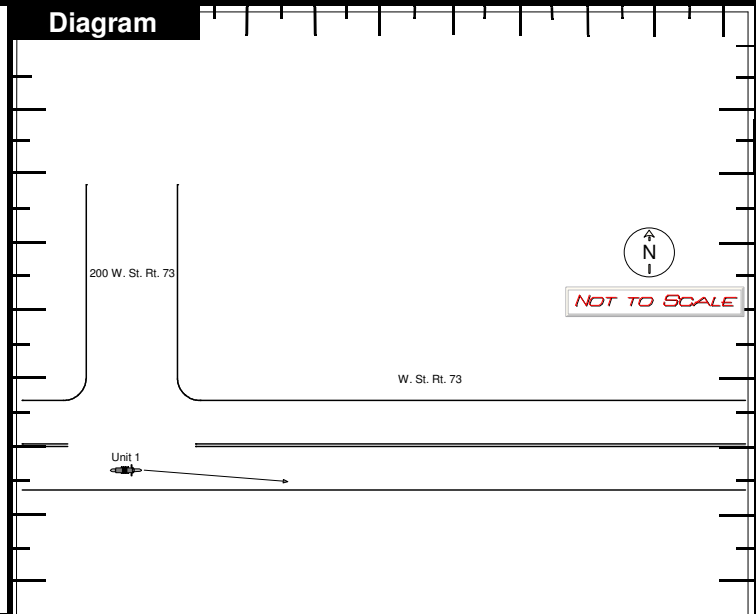 Diagram
N
200 W. St. Rt. 73
NOT TO SCALE
W. St. Rt. 73
Unit 1